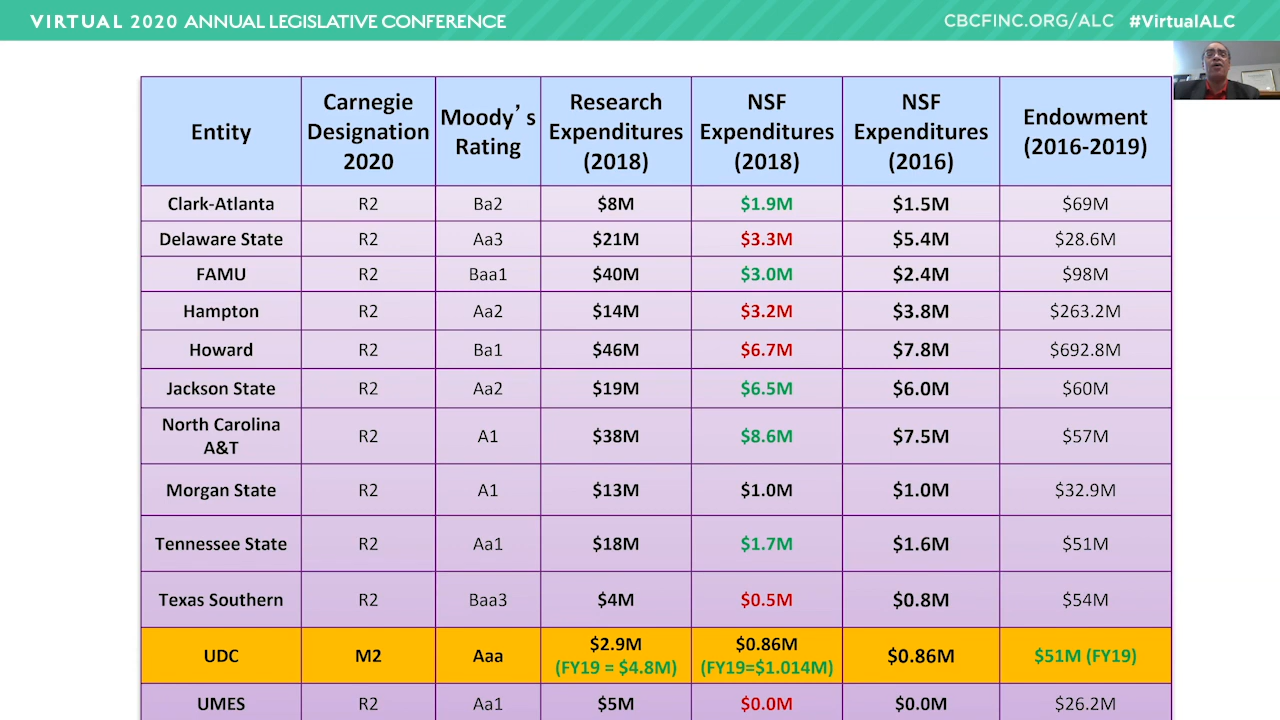 VIRTUAL 2020 ANNUAL LEGISLATIVE CONFERENCE
CBCFINC.ORG/ALC #VirtualALC
Entity
Carnegie
Designation
2020
Moody's
Rating
Research
Expenditures
(2018)
NSF
Expenditures
(2018)
NSF
Expenditures
(2016)
Endowment
(2016-2019)
Clark-Atlanta R2 Ba2 $8M $1.9M $1.5M $69M
Delaware State R2 Aa3 $21M $3.3M $5.4M $28.6M
FAMU R2 Baa1 $40M $3.0M $2.4M $98M
Hampton R2 Aa2 $14M $3.2M $3.8M $263.2M
Howard R2 Ba1 $46M $6.7M $7.8M $692.8M
Jackson State R2 Aa2 $19M $6.5M $6.0M $60M
North Carolina
A&T
R2 A1 $38M $8.6M $7.5M $57M
Morgan State R2 A1 $13M $1.0M $1.0M $32.9M
Tennessee State R2 Aa1 $18M $1.7M $1.6M $51M
Texas Southern R2 Baa3 $4M $0.5M $0.8M $54M
UDC M2 Aaa
$2.9M
(FY19 = $4.8M)
$0.86M
(FY19=$1.014M)
$0.86M $51M (FY19)
UMES R2 Aa1 $5M $0.0M $0.0M $26.2M